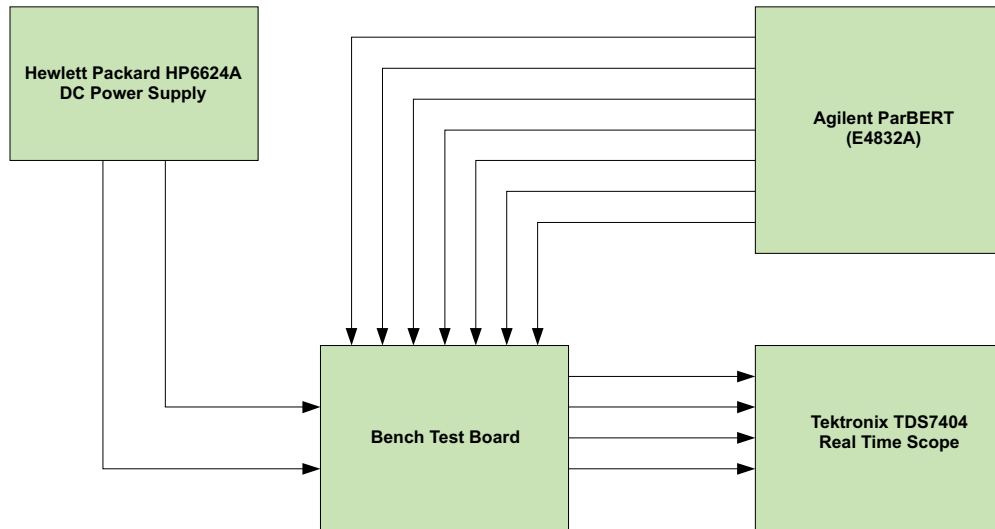 Hewlett Packard HP6624A
DC Power Supply
Agilent ParBERT
(E4832A)
Bench Test Board
Tektronix TDS7404
Real Time Scope